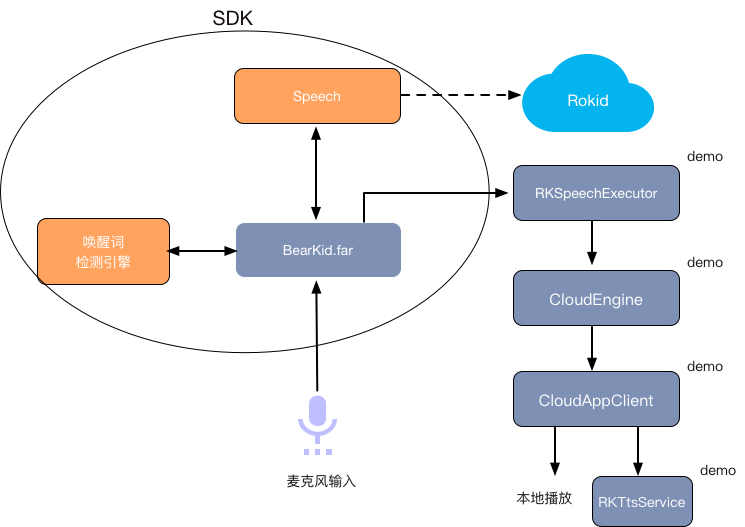 SDK
Speech
Rokid
demo
RKSpeechExecutor
唤醒词
检测引擎
BearKid.far
demo
CloudEngine
demo
CloudAppClient
麦克风输入
本地播放
demo
RKTtsService